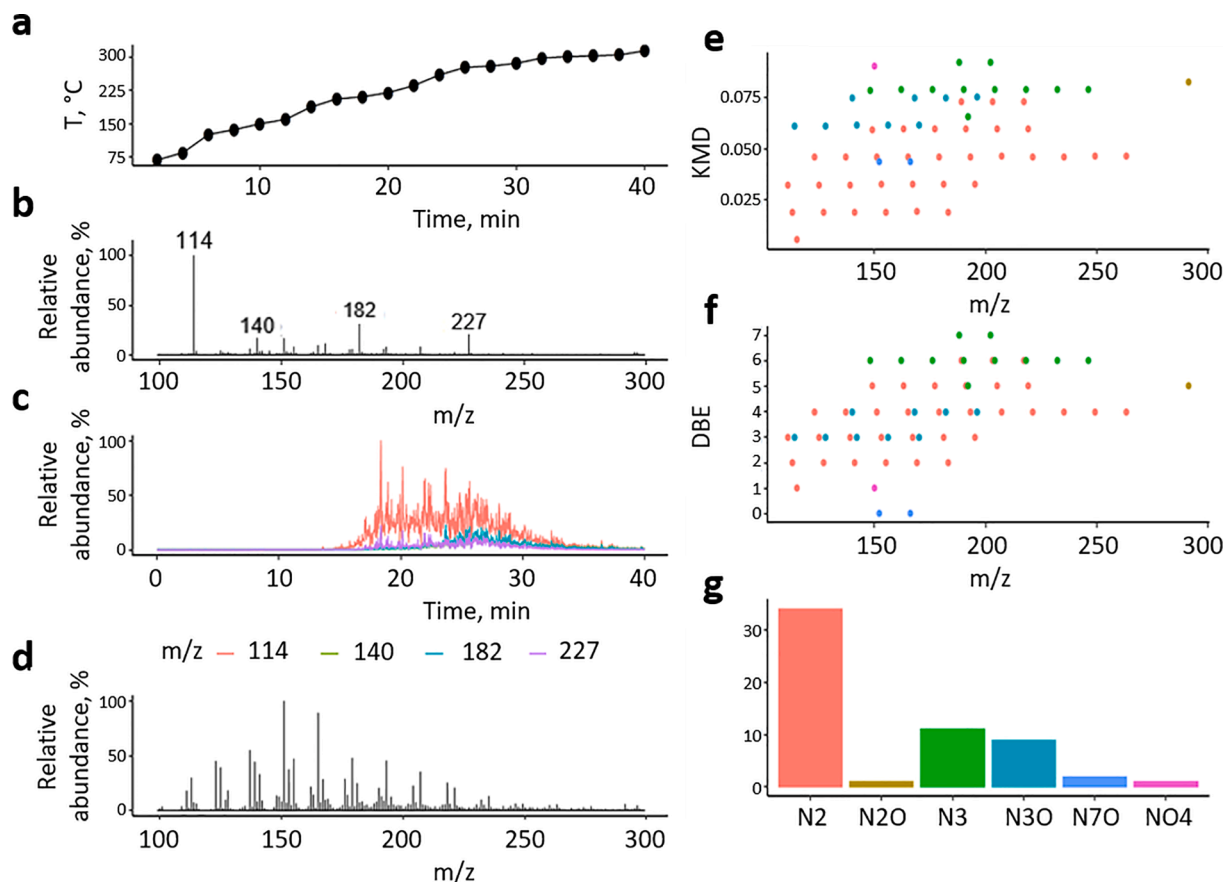 a
T, °C
300
225
150
75
10
20
30
40
Time, min
b
Relative
abundance, %
100
50
0
114
140
182
227
100
150
200
250
300
m/z
c
Relative
abundance, %
100
50
0
0
10
20
30
40
Time, min
m/z
114
140
182
227
d
Relative
abundance, %
100
50
0
100
150
200
250
300
m/z
e
KMD
0.075
0.050
0.025
150
200
250
300
m/z
f
DBE
7
6
5
4
3
2
1
0
150
200
250
300
m/z
g
30
20
10
0
N2
N2O
N3
N3O
N7O
NO4